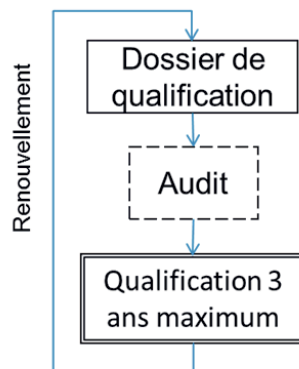 Renouvellement
Dossier de
qualification
Audit
Qualification 3
ans maximum